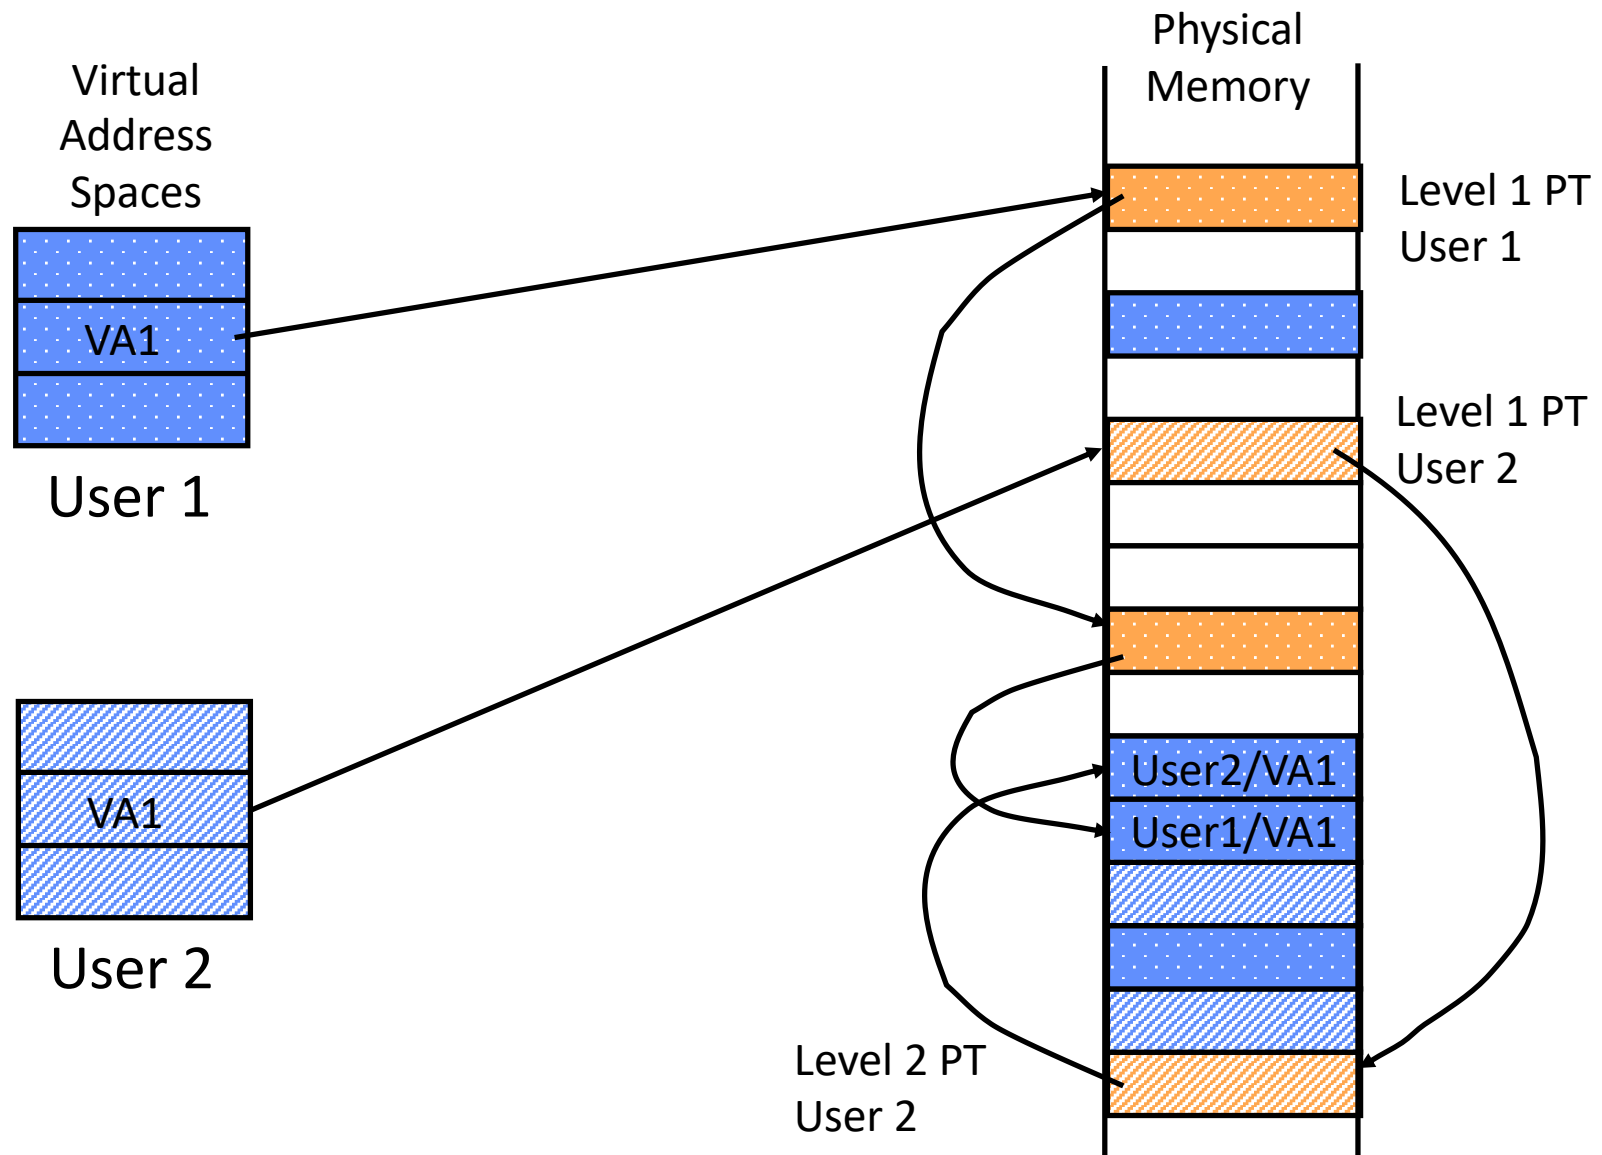 Virtual
Address
Spaces
VA1
User 1
VA1
User 2
Physical
Memory
Level 1 PT
User 1
Level 1 PT
User 2
User2/VA1
User1/VA1
Level 2 PT
User 2